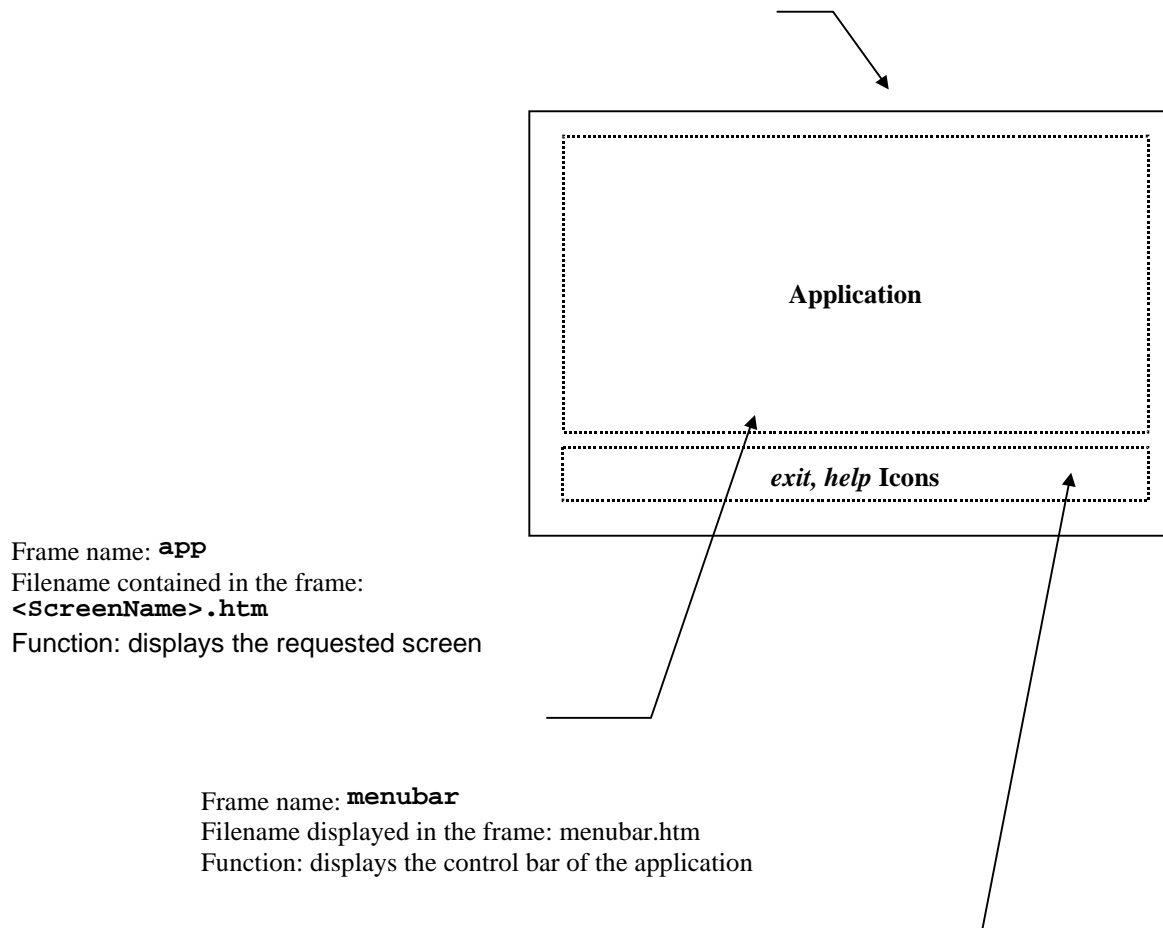 Application
exit, help Icons
Frame name: app
Filename contained in the frame:
<ScreenName>.htm
Function: displays the requested screen
Frame name: menubar
Filename displayed in the frame: menubar.htm
Function: displays the control bar of the application